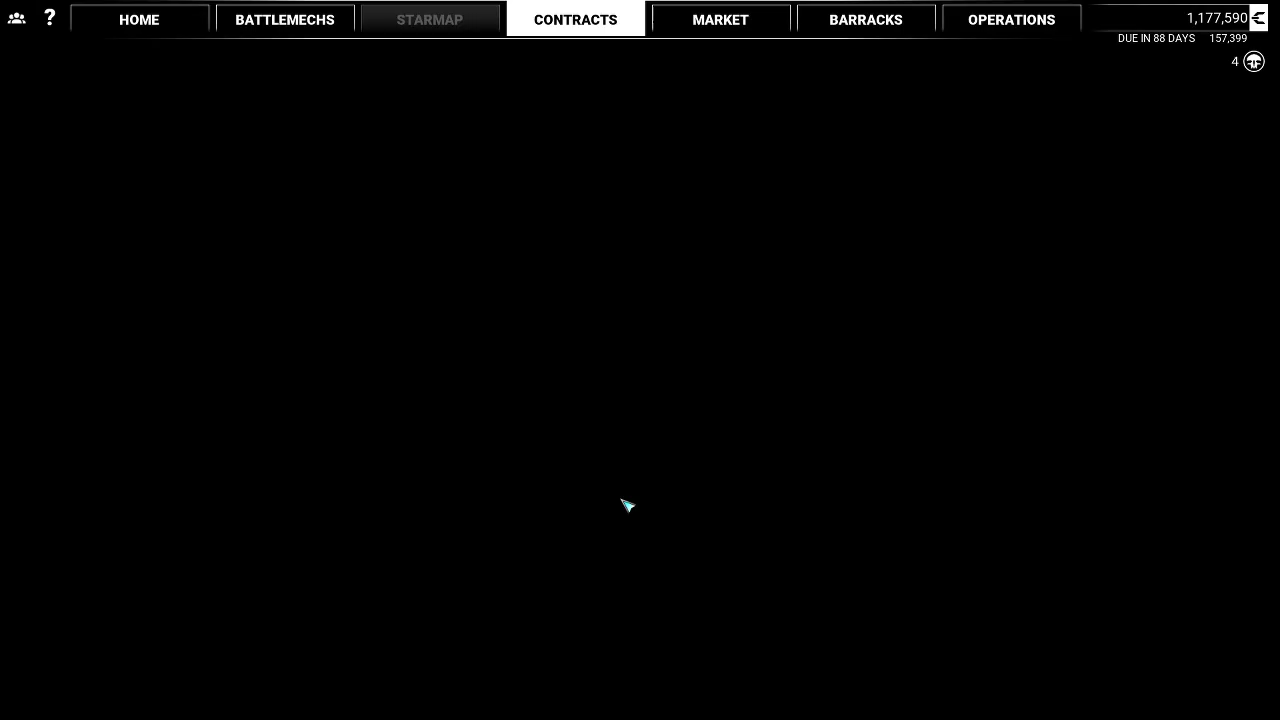 ? HOME BATTLEMECHS STARMAP CONTRACTS MARKET BARRACKS OPERATIONS 1,177,590
DUE IN 88 DAYS 157,399
4